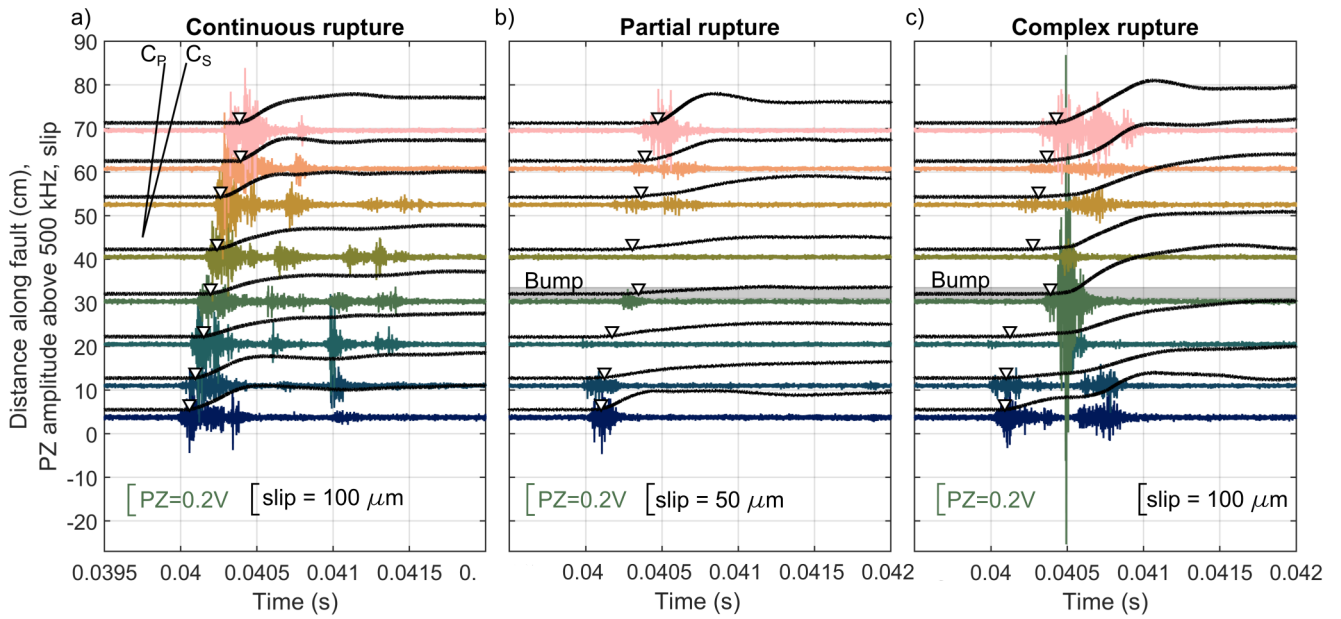 a)
Continuous rupture
b)
Partial rupture
c)
Complex rupture
Distance along fault (cm),
PZ amplitude above 500 kHz, slip
90
80
70
60
50
40
30
20
10
0
-10
-20
C_P C_S
PZ=0.2V
slip = 100 μm
0.0395 0.04 0.0405 0.041 0.0415 0.
Time (s)
Bump
PZ=0.2V
slip = 50 μm
0.04 0.0405 0.041 0.0415 0.042
Time (s)
Bump
PZ=0.2V
slip = 100 μm
0.04 0.0405 0.041 0.0415 0.042
Time (s)